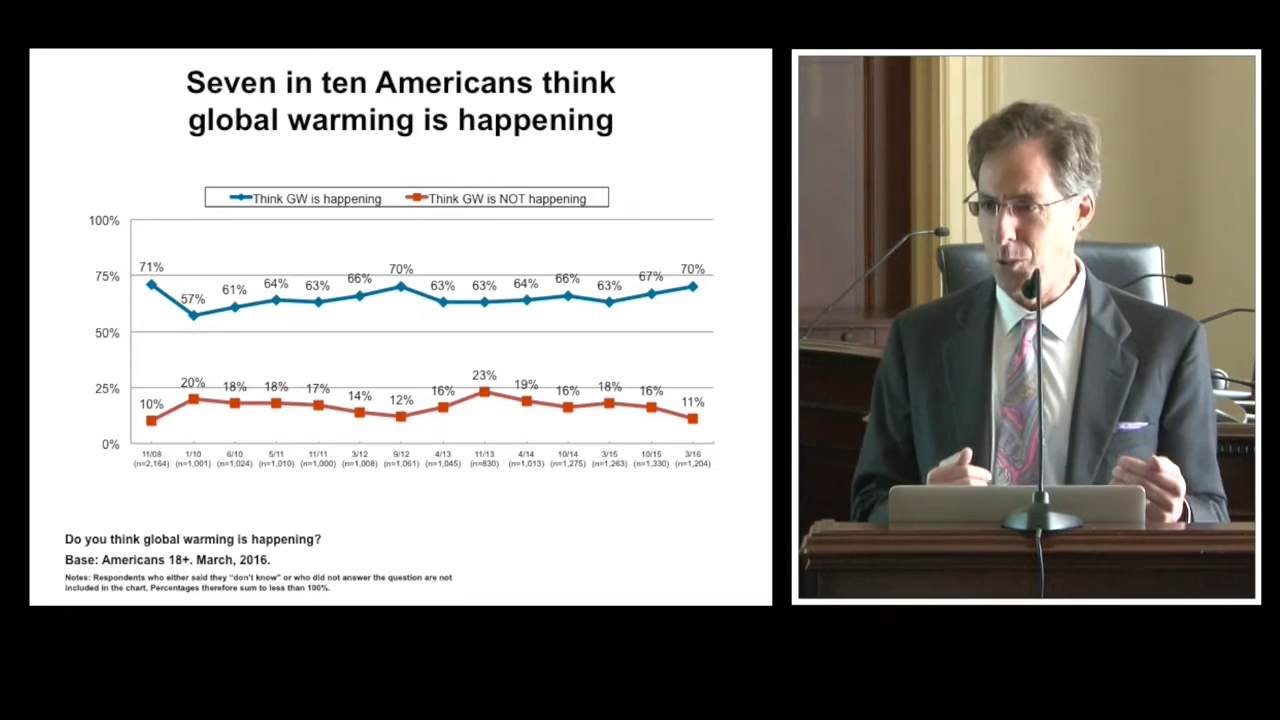 Seven in ten Americans think
global warming is happening
Think GW is happening Think GW is NOT happening
100%
75%
50%
25%
0%
71% 57% 61% 64% 63% 66% 70% 63% 63% 64% 66% 63% 67% 70%
10% 20% 18% 18% 17% 14% 12% 16% 23% 19% 16% 18% 16% 11%
11/08 1/10 6/10 5/11 11/11 3/12 9/12 4/13 11/13 4/14 10/14 3/15 10/15 3/16
(n=2,164) (n=1,001) (n=1,024) (n=1,010) (n=1,000) (n=1,008) (n=1,061) (n=1,045) (n=830) (n=1,013) (n=1,275) (n=1,263) (n=1,330) (n=1,204)
Do you think global warming is happening?
Base: Americans 18+. March, 2016.
Notes: Respondents who either said they “don't know” or who did not answer the question are not
included in the chart. Percentages therefore sum to less than 100%.